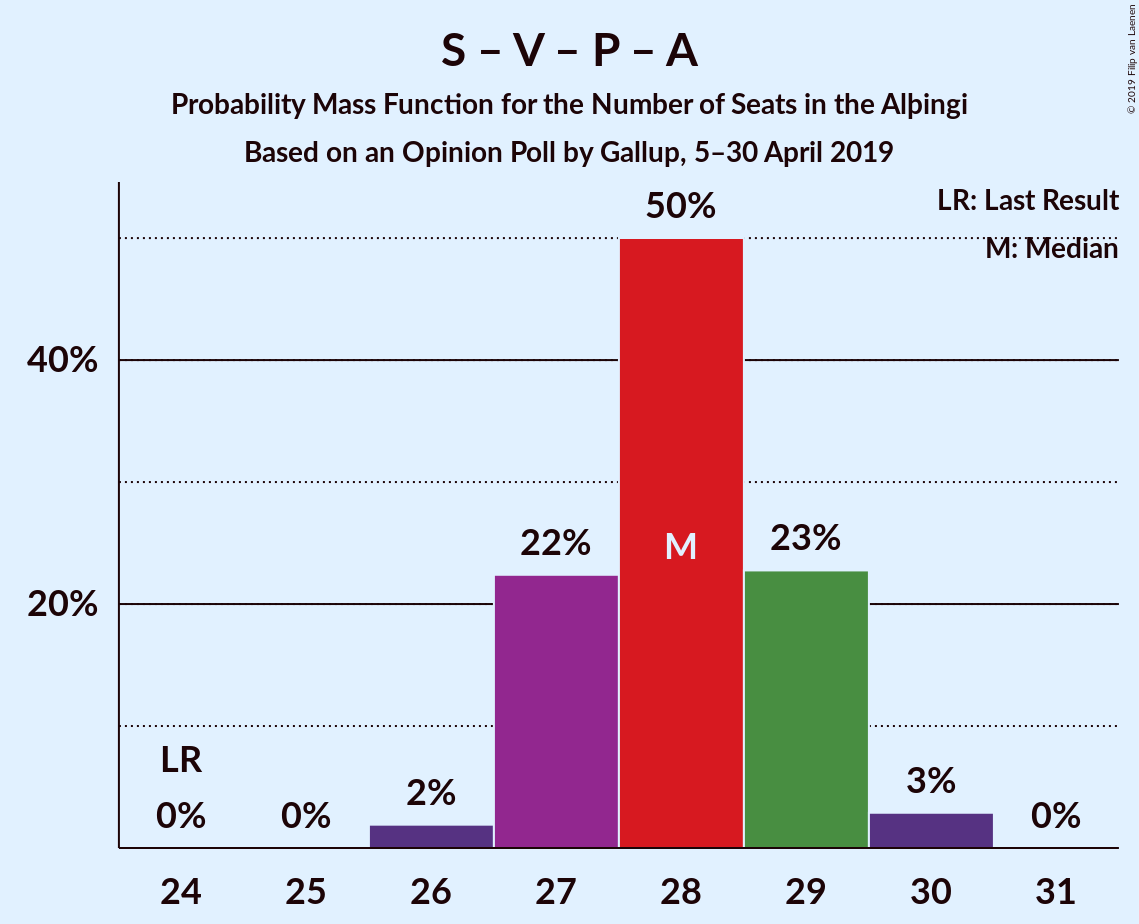 S – V – P – A
Probability Mass Function for the Number of Seats in the Alþingi
Based on an Opinion Poll by Gallup, 5–30 April 2019
© 2019 Filip van Laenen
LR: Last Result
M: Median
50%
40%
22%
M
23%
20%
LR
0%
0%
2%
3%
0%
24
25
26
27
28
29
30
31